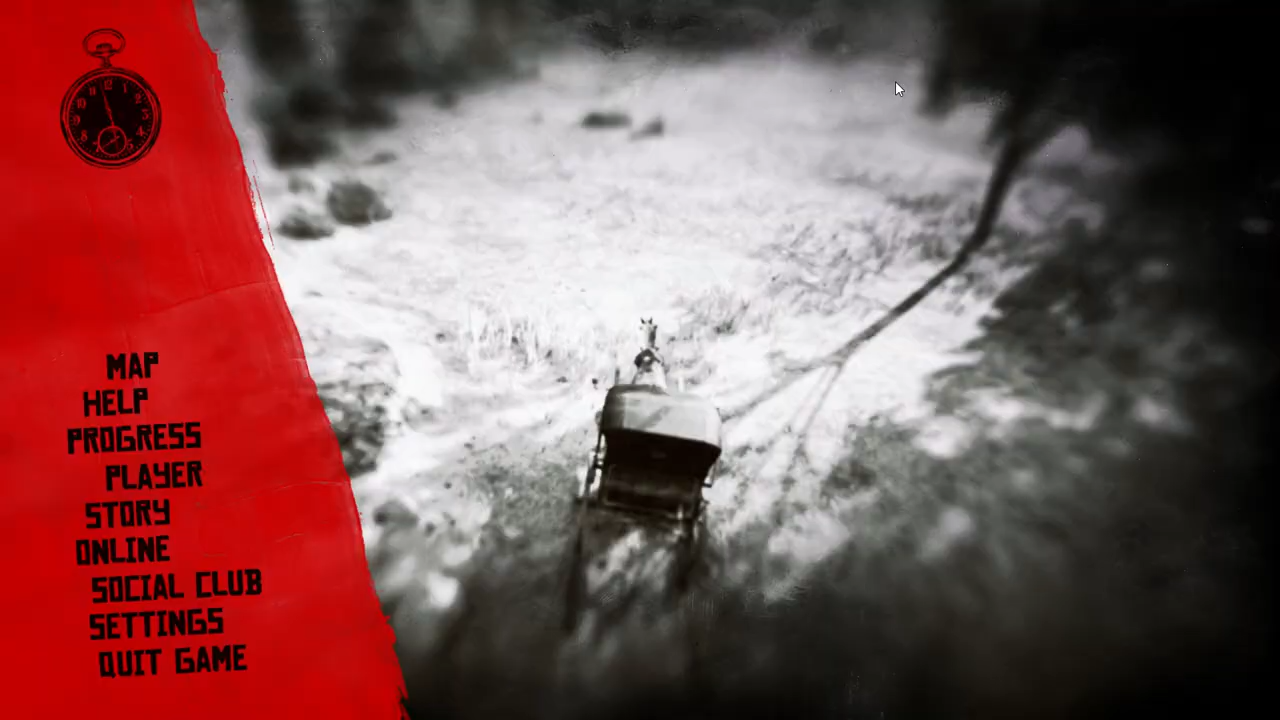 MAP
HELP
PROGRESS
PLAYER
STORY
ONLINE
SOCIAL CLUB
SETTINGS
QUIT GAME